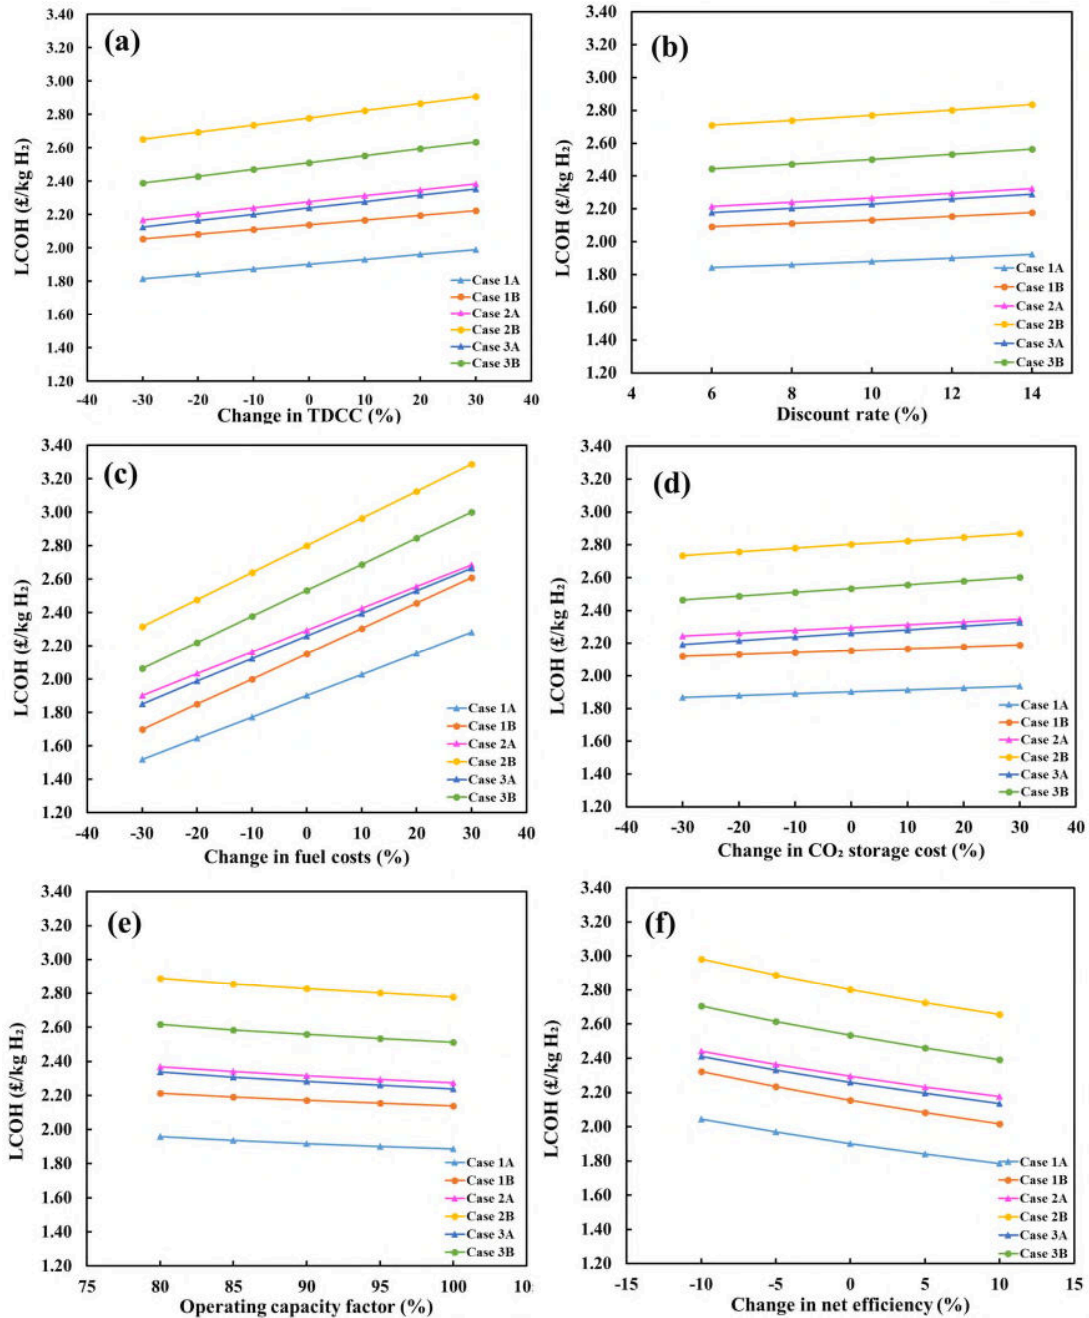 (a)
LCOH (£/kg H₂)
3.40
3.20
3.00
2.80
2.60
2.40
2.20
2.00
1.80
1.60
1.40
1.20
Case 1A
Case 1B
Case 2A
Case 2B
Case 3A
Case 3B
-40 -30 -20 -10 0 10 20 30 40
Change in TDCC (%)
(b)
LCOH (£/kg H₂)
3.40
3.20
3.00
2.80
2.60
2.40
2.20
2.00
1.80
1.60
1.40
1.20
Case 1A
Case 1B
Case 2A
Case 2B
Case 3A
Case 3B
4 6 8 10 12 14
Discount rate (%)
(c)
LCOH (£/kg H₂)
3.40
3.20
3.00
2.80
2.60
2.40
2.20
2.00
1.80
1.60
1.40
1.20
Case 1A
Case 1B
Case 2A
Case 2B
Case 3A
Case 3B
-40 -30 -20 -10 0 10 20 30 40
Change in fuel costs (%)
(d)
LCOH (£/kg H₂)
3.40
3.20
3.00
2.80
2.60
2.40
2.20
2.00
1.80
1.60
1.40
1.20
Case 1A
Case 1B
Case 2A
Case 2B
Case 3A
Case 3B
-40 -30 -20 -10 0 10 20 30 40
Change in CO₂ storage cost (%)
(e)
LCOH (£/kg H₂)
3.40
3.20
3.00
2.80
2.60
2.40
2.20
2.00
1.80
1.60
1.40
1.20
Case 1A
Case 1B
Case 2A
Case 2B
Case 3A
Case 3B
75 80 85 90 95 100
Operating capacity factor (%)
(f)
LCOH (£/kg H₂)
3.40
3.20
3.00
2.80
2.60
2.40
2.20
2.00
1.80
1.60
1.40
1.20
Case 1A
Case 1B
Case 2A
Case 2B
Case 3A
Case 3B
-15 -10 -5 0 5 10 15
Change in net efficiency (%)